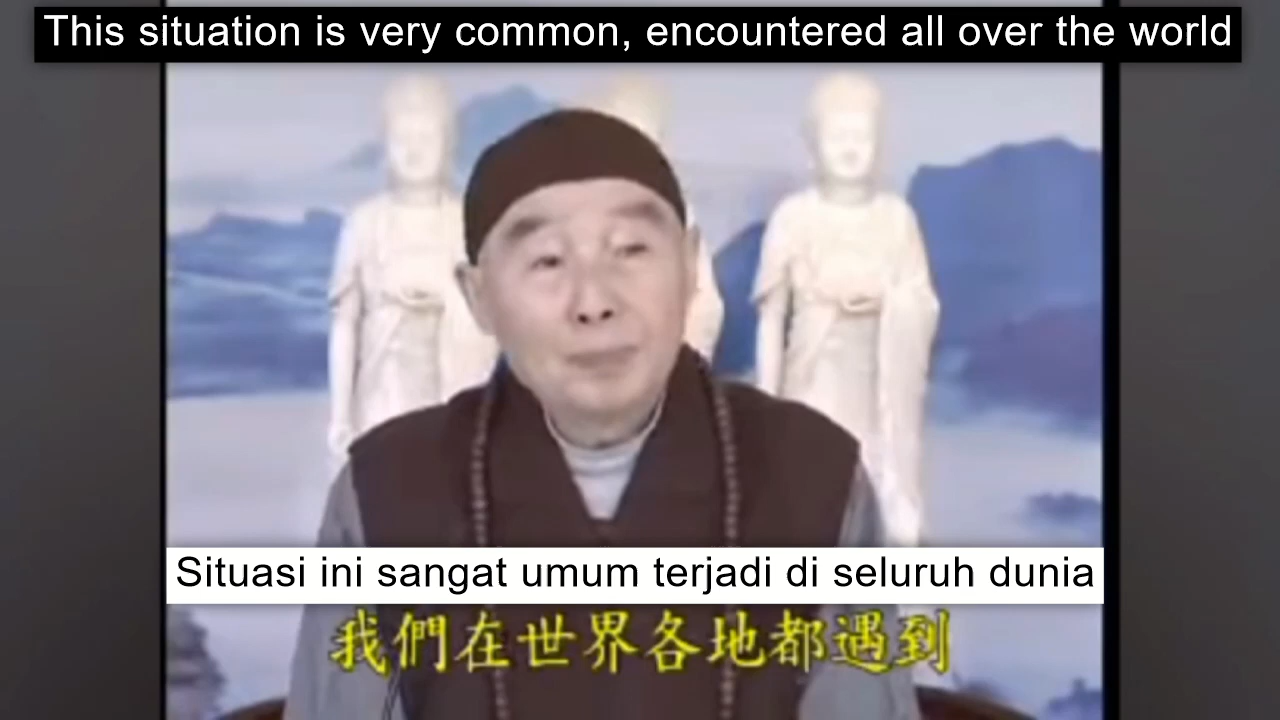 This situation is very common, encountered all over the world
Situasi ini sangat umum terjadi di seluruh dunia
我們在世界各地都遇到